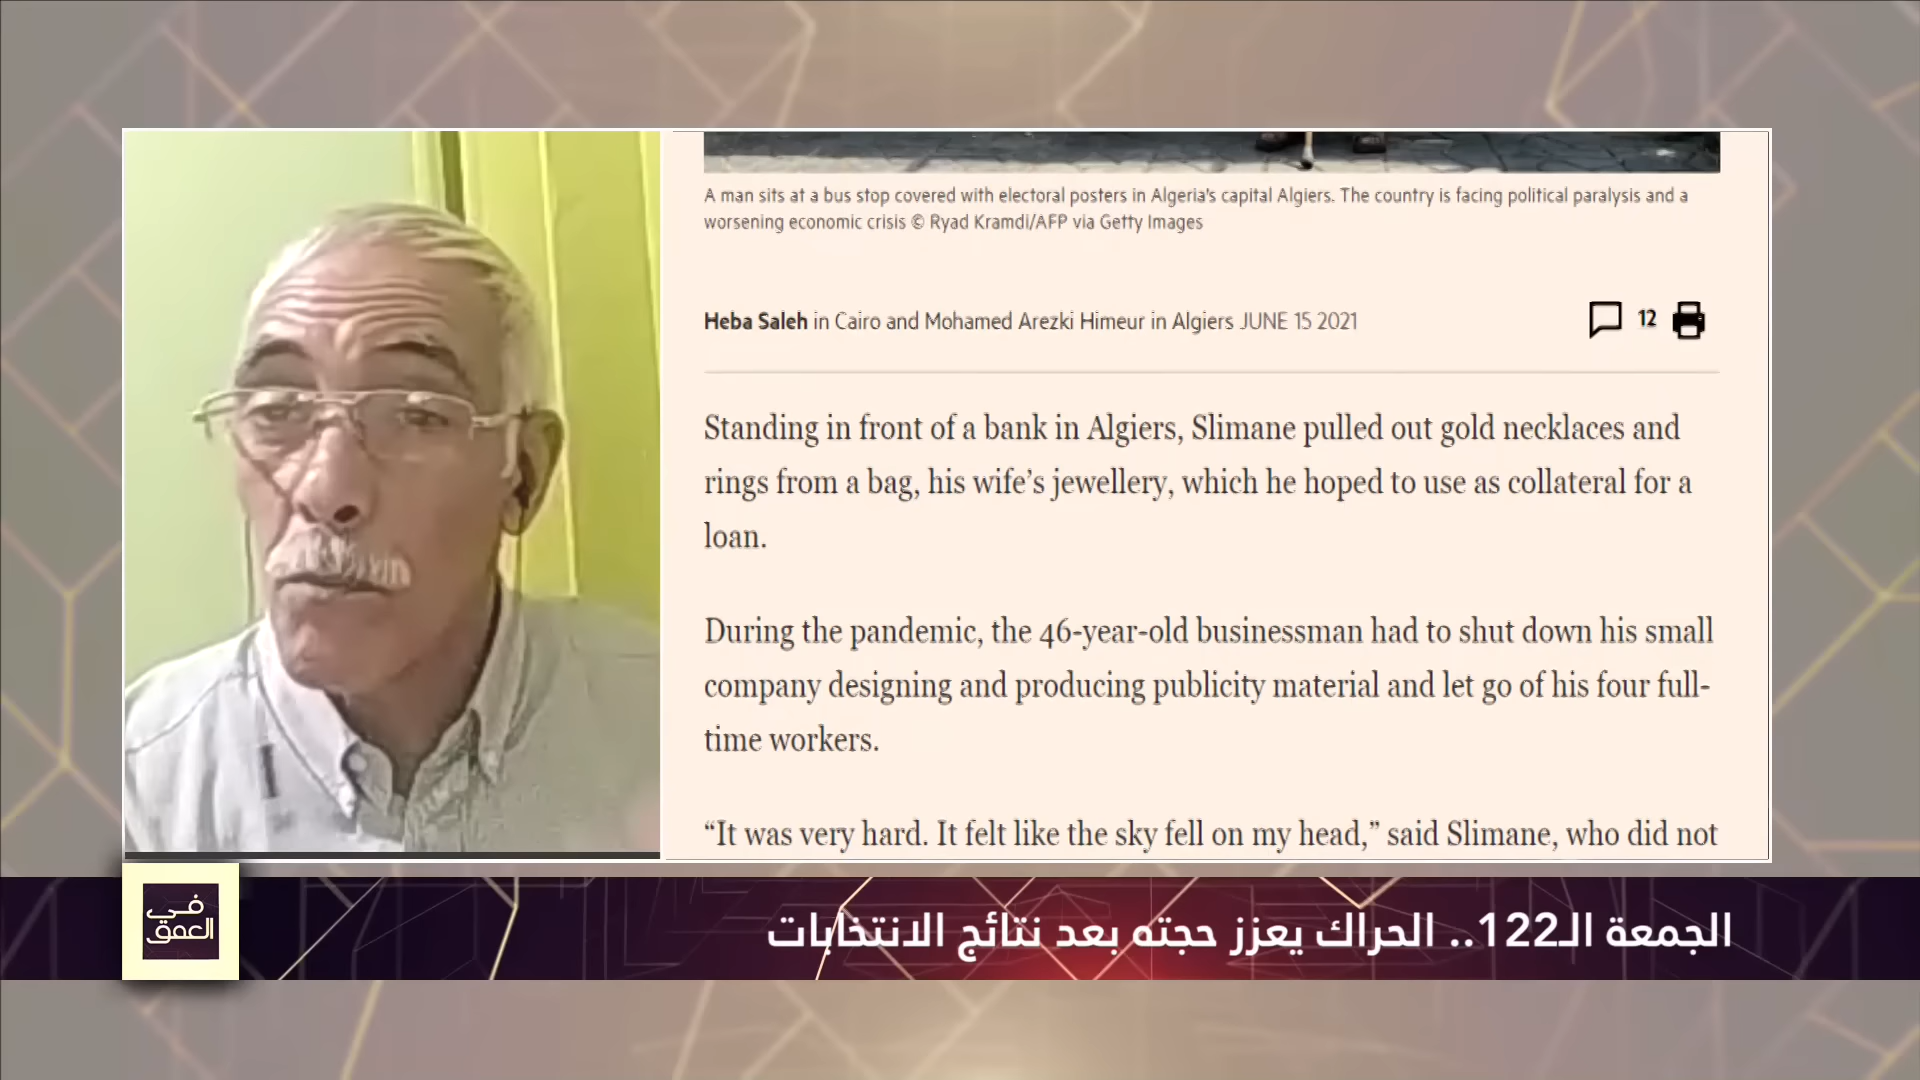 A man sits at a bus stop covered with electoral posters in Algeria's capital Algiers. The country is facing political paralysis and a
worsening economic crisis © Ryad Kramdi/AFP via Getty Images
Heba Saleh in Cairo and Mohamed Arezki Himeur in Algiers JUNE 15 2021
12
Standing in front of a bank in Algiers, Slimane pulled out gold necklaces and
rings from a bag, his wife’s jewellery, which he hoped to use as collateral for a
loan.
During the pandemic, the 46-year-old businessman had to shut down his small
company designing and producing publicity material and let go of his four full-
time workers.
“It was very hard. It felt like the sky fell on my head,” said Slimane, who did not
في
العمق
الجمعة الـ122.. الحراك يعزز حجته بعد نتائج الانتخابات